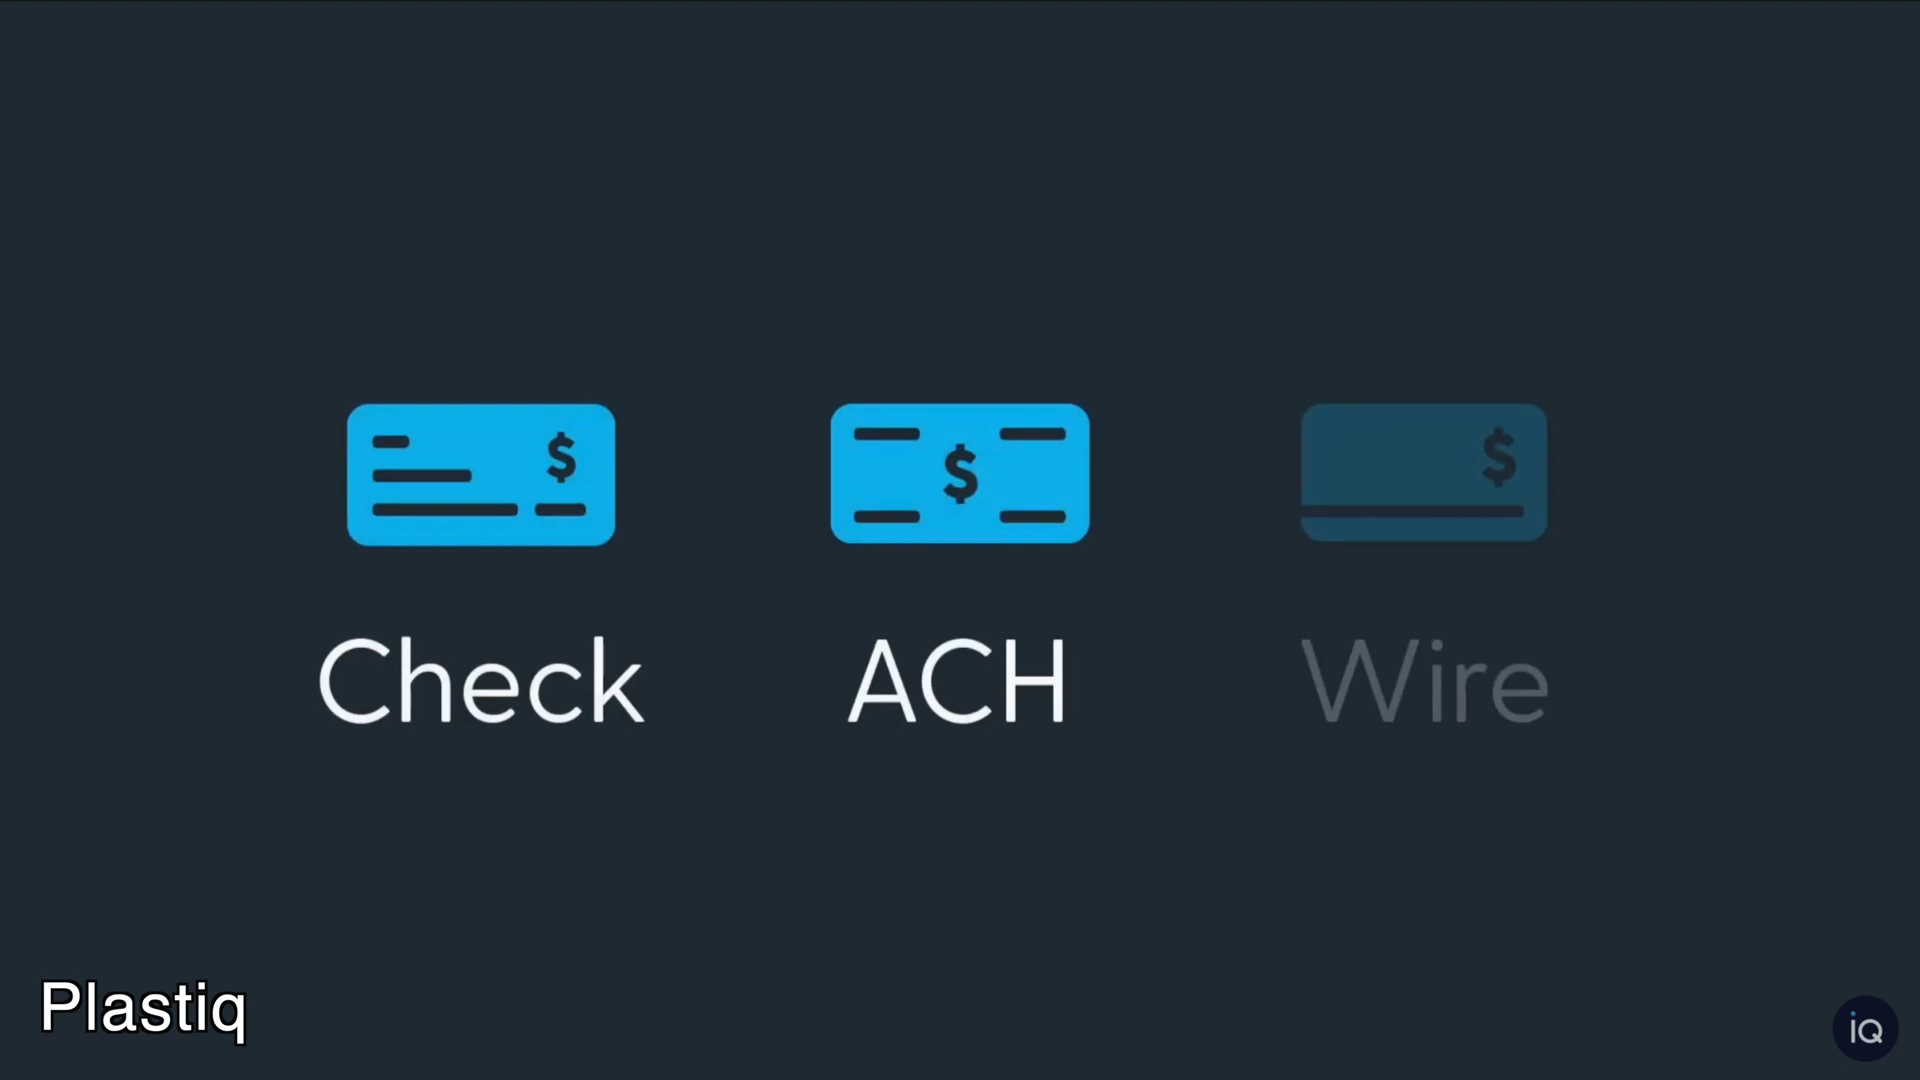 $ $ $
Check ACH Wire
Plastiq
iQ